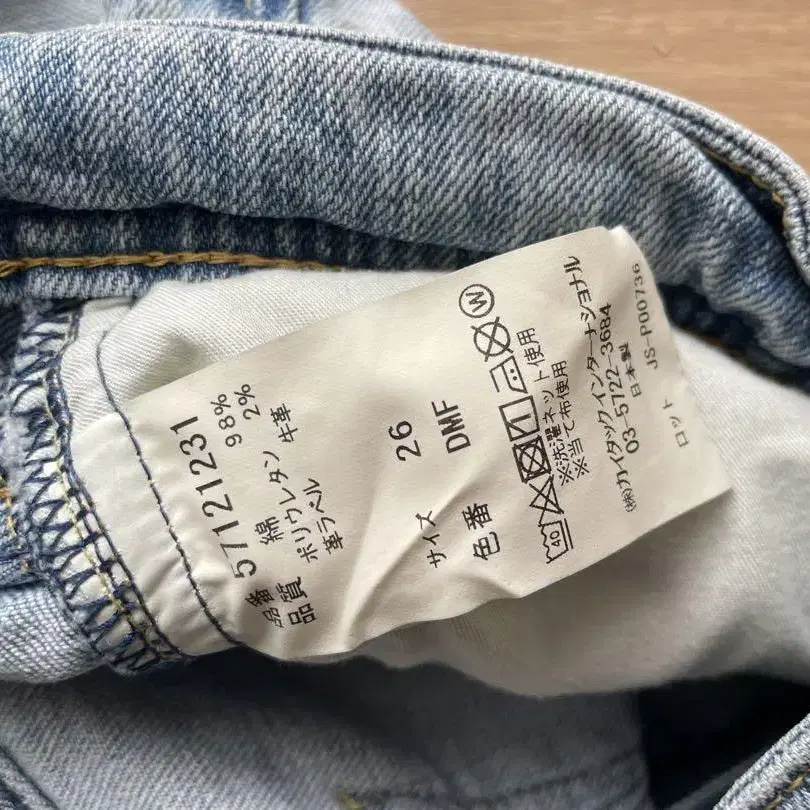 品番 57121231
品質 綿 98%
ポリウレタン 2%
革ラベル 牛革
サイズ 26
色番 DMF
40
W
※洗濯ネット使用
※当て布使用
㈱カイタックインターナショナル
03-5722-3684
日本製
ロット JS-P00736